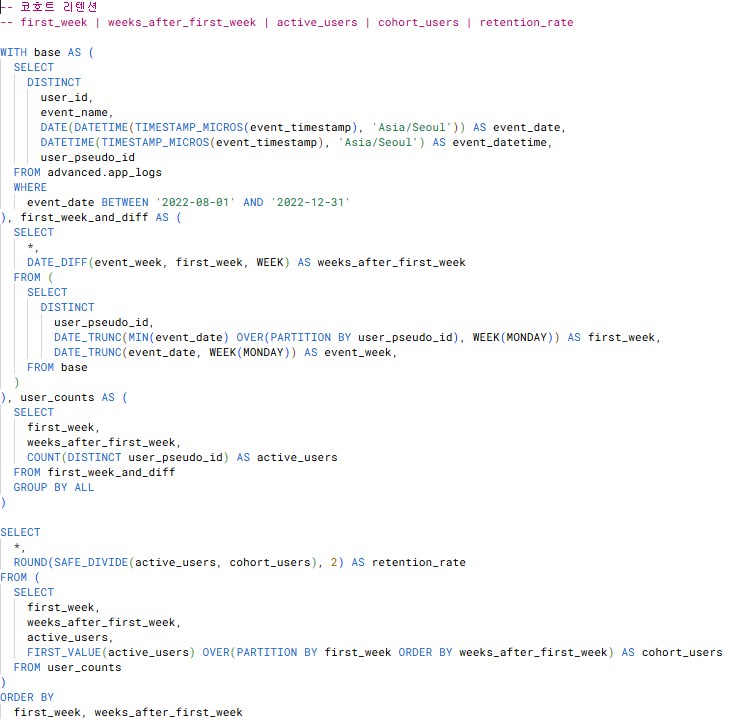 -- 코호트 리텐션
-- first_week | weeks_after_first_week | active_users | cohort_users | retention_rate

WITH base AS (
  SELECT
    DISTINCT
      user_id,
      event_name,
      DATE(DATETIME(TIMESTAMP_MICROS(event_timestamp), 'Asia/Seoul')) AS event_date,
      DATETIME(TIMESTAMP_MICROS(event_timestamp), 'Asia/Seoul') AS event_datetime,
      user_pseudo_id
  FROM advanced.app_logs
  WHERE
    event_date BETWEEN '2022-08-01' AND '2022-12-31'
), first_week_and_diff AS (
  SELECT
    *,
    DATE_DIFF(event_week, first_week, WEEK) AS weeks_after_first_week
  FROM (
    SELECT
      DISTINCT
        user_pseudo_id,
        DATE_TRUNC(MIN(event_date) OVER(PARTITION BY user_pseudo_id), WEEK(MONDAY)) AS first_week,
        DATE_TRUNC(event_date, WEEK(MONDAY)) AS event_week,
    FROM base
  )
), user_counts AS (
  SELECT
    first_week,
    weeks_after_first_week,
    COUNT(DISTINCT user_pseudo_id) AS active_users
  FROM first_week_and_diff
  GROUP BY ALL
)

SELECT
  *,
  ROUND(SAFE_DIVIDE(active_users, cohort_users), 2) AS retention_rate
FROM (
  SELECT
    first_week,
    weeks_after_first_week,
    active_users,
    FIRST_VALUE(active_users) OVER(PARTITION BY first_week ORDER BY weeks_after_first_week) AS cohort_users
  FROM user_counts
)
ORDER BY
  first_week, weeks_after_first_week